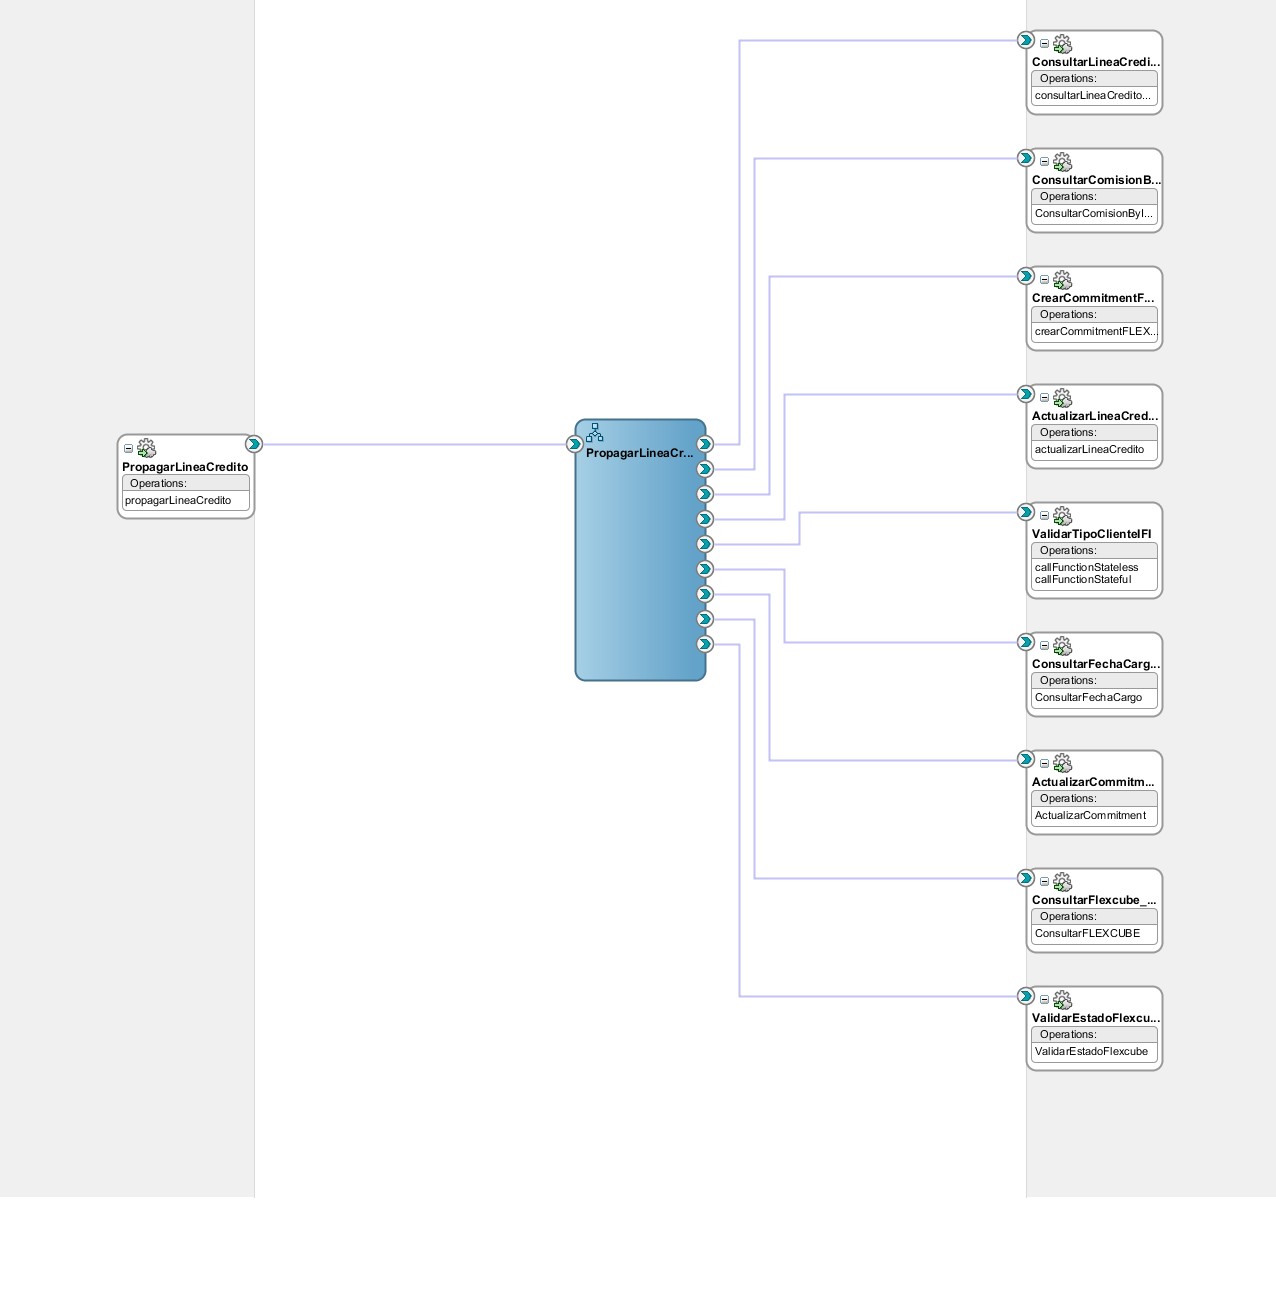 ConsultarLineaCredi...
Operations:
consultarLineaCredito...
ConsultarComisionB...
Operations:
ConsultarComisionByI...
CrearCommitmentF...
Operations:
crearCommitmentFLEX...
ActualizarLineaCred...
Operations:
actualizarLineaCredito
PropagarLineaCredito
Operations:
propagarLineaCredito
PropagarLineaCr...
ValidarTipoClienteIFI
Operations:
callFunctionStateless
callFunctionStateful
ConsultarFechaCarg...
Operations:
ConsultarFechaCargo
ActualizarCommitm...
Operations:
ActualizarCommitment
ConsultarFlexcube_...
Operations:
ConsultarFLEXCUBE
ValidarEstadoFlexcu...
Operations:
ValidarEstadoFlexcube